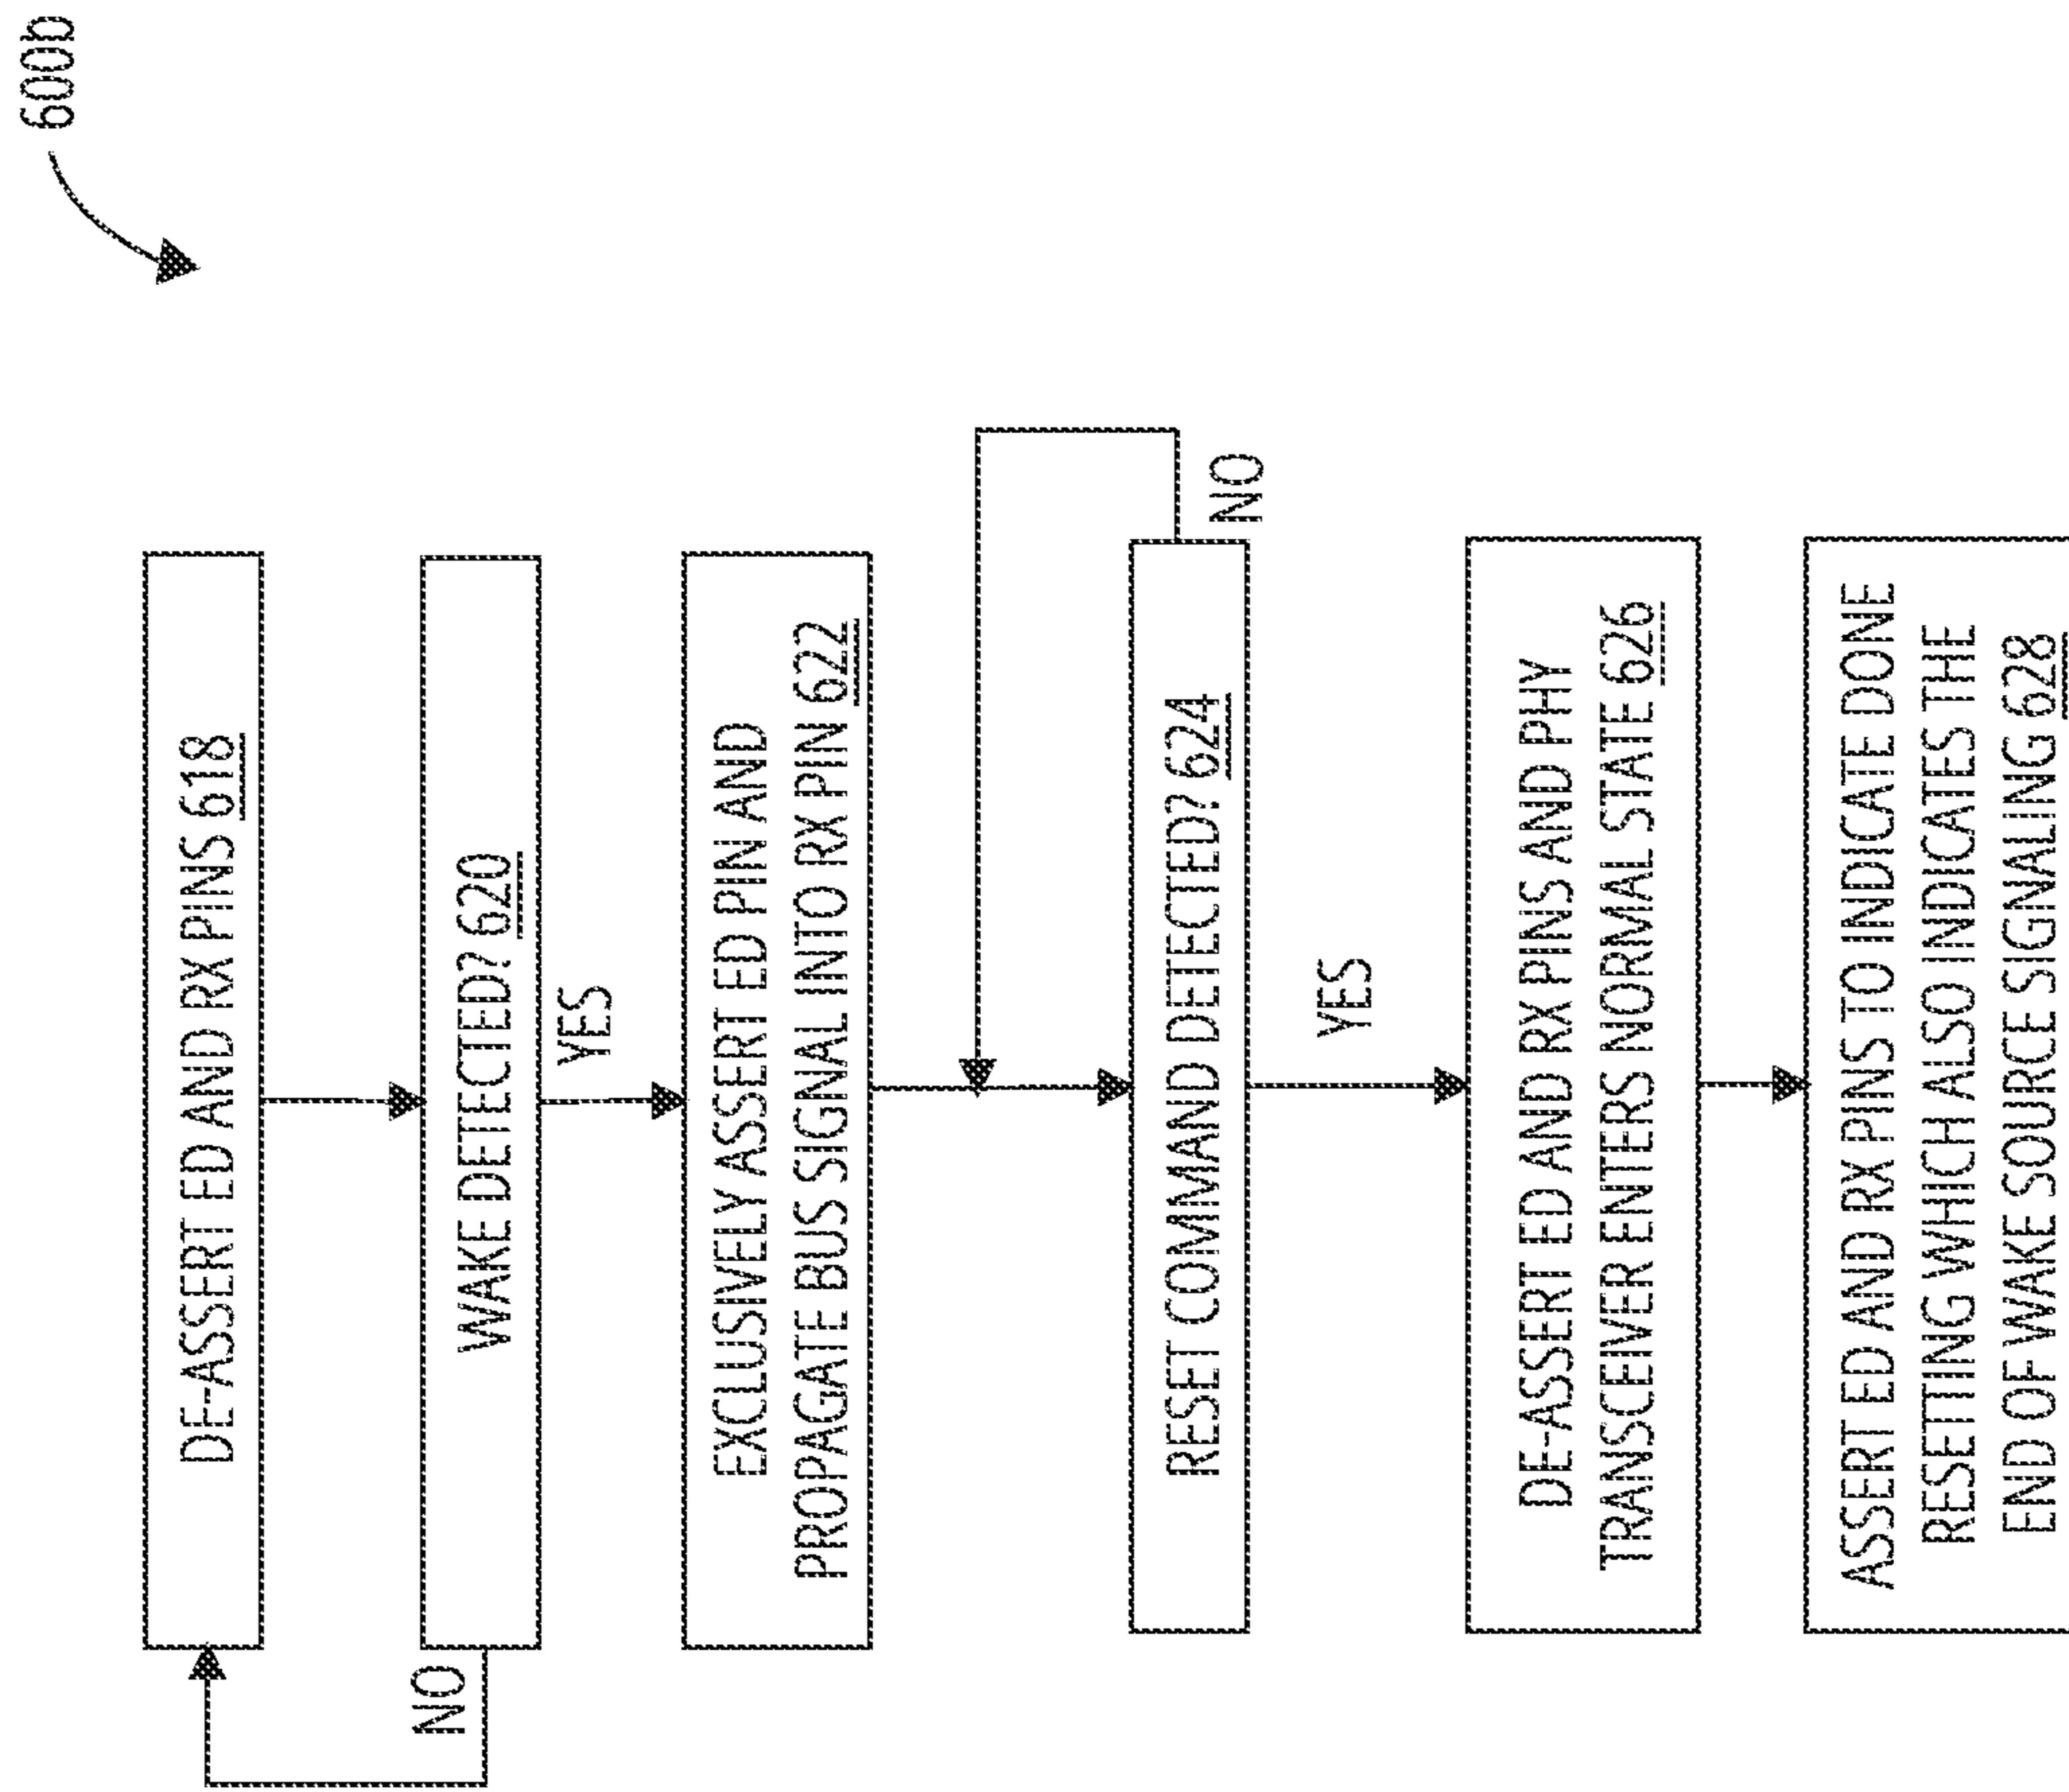 600b
DE-ASSERT ED AND RX PINS 618
WAKE DETECTED? 620
NO
YES
EXCLUSIVELY ASSERT ED PIN AND
PROPAGATE BUS SIGNAL INTO RX PIN 622
RESET COMMAND DETECTED? 624
NO
YES
DE-ASSERT ED AND RX PINS AND PHY
TRANSCEIVER ENTERS NORMAL STATE 626
ASSERT ED AND RX PINS TO INDICATE DONE
RESETTING WHICH ALSO INDICATES THE
END OF WAKE SOURCE SIGNALING 628